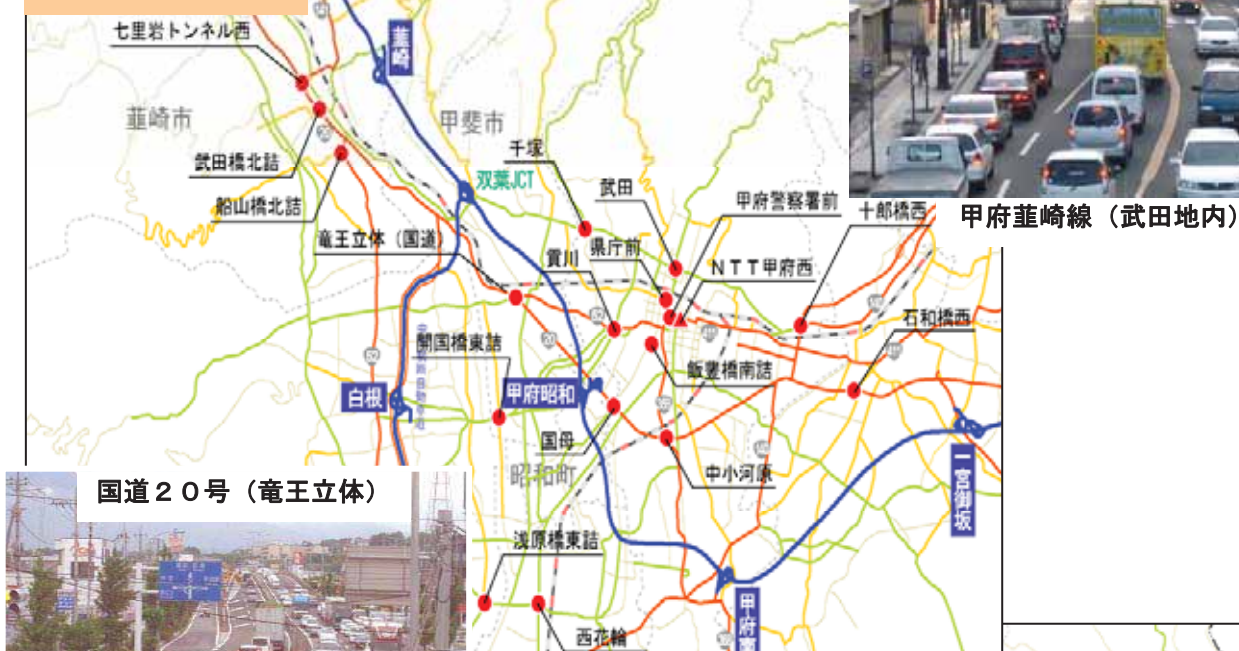 七里岩トンネル西
韮崎
韮崎市
甲斐市
武田橋北詰
千塚
双葉JCT
武田
船山橋北詰
甲府警察署前
十郎橋西
甲府韮崎線（武田地内）
竜王立体（国道）
貢川
県庁前
ＮＴＴ甲府西
石和橋西
開国橋東詰
飯豊橋南詰
白根
甲府昭和
国母
昭和町
中小河原
一宮御坂
国道２０号（竜王立体）
浅原橋東詰
西花輪
甲府南
20
52